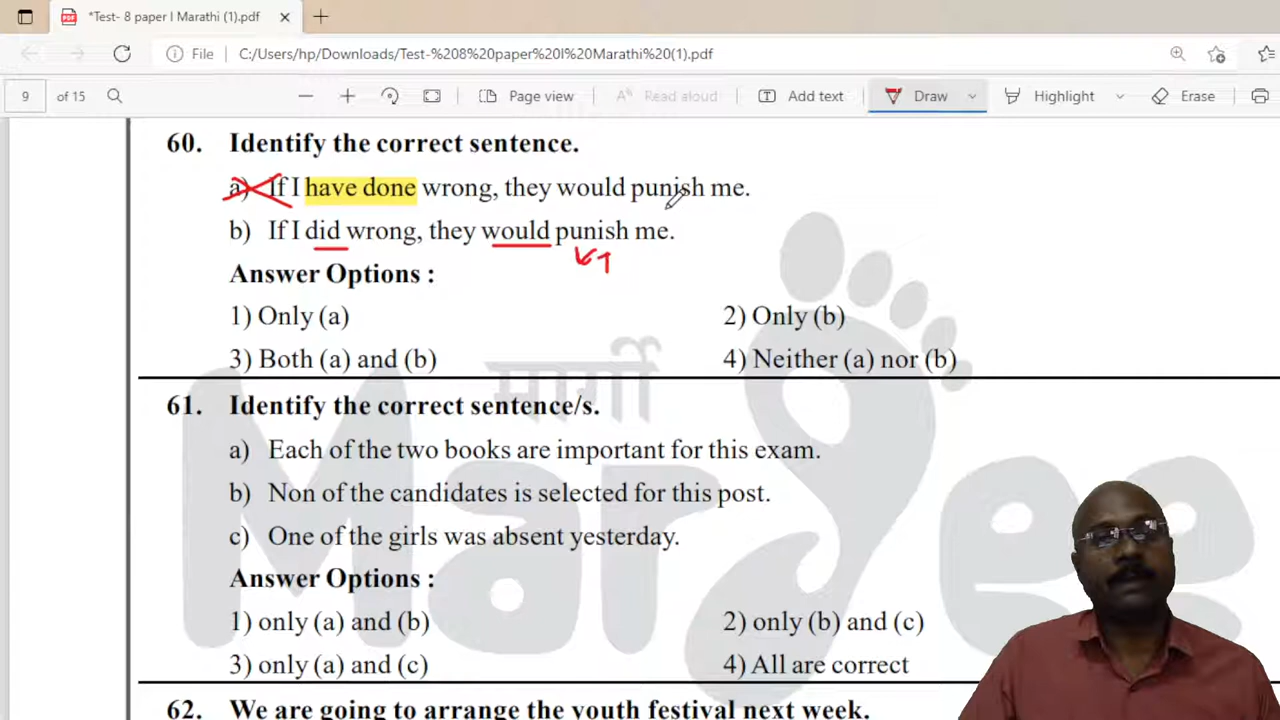 *Test- 8 paper I Marathi (1).pdf
File C:/Users/hp/Downloads/Test-%208%20paper%20I%20Marathi%20(1).pdf
9 of 15 Page view Read aloud Add text Draw Highlight Erase
60. Identify the correct sentence.
a) If I have done wrong, they would punish me.
b) If I did wrong, they would punish me.
Answer Options :
1) Only (a) 2) Only (b)
3) Both (a) and (b) 4) Neither (a) nor (b)
मार्गी
Margee
61. Identify the correct sentence/s.
a) Each of the two books are important for this exam.
b) Non of the candidates is selected for this post.
c) One of the girls was absent yesterday.
Answer Options :
1) only (a) and (b) 2) only (b) and (c)
3) only (a) and (c) 4) All are correct
62. We are going to arrange the youth festival next week.